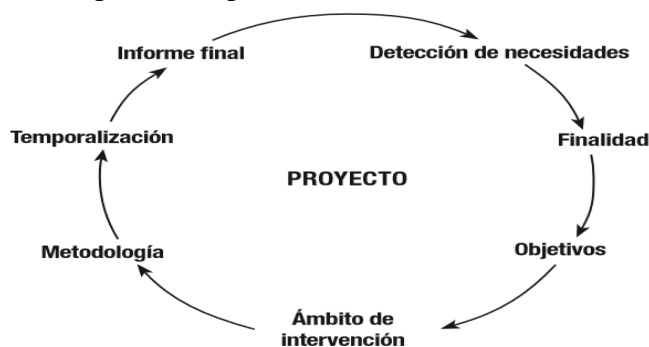 Informe final
Detección de necesidades
Temporalización
Finalidad
PROYECTO
Metodología
Objetivos
Ámbito de
intervención